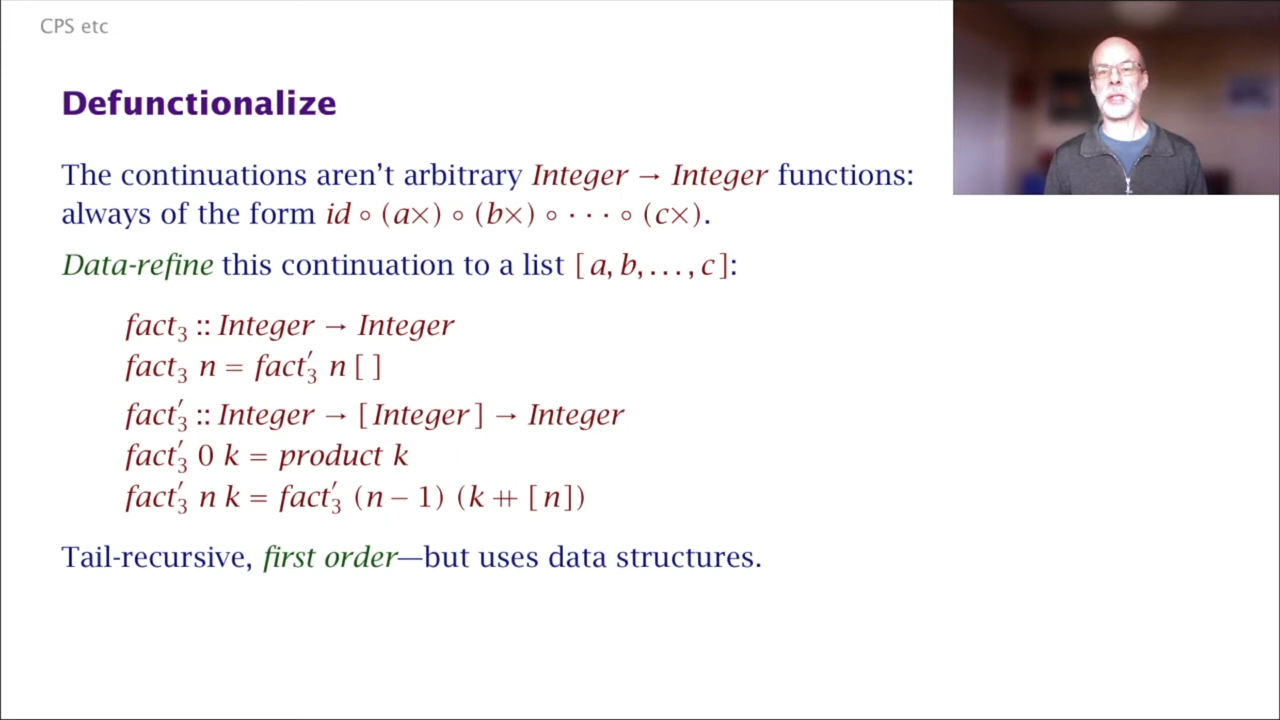 CPS etc
Defunctionalize
The continuations aren’t arbitrary Integer → Integer functions:
always of the form id ∘ (a×) ∘ (b×) ∘ · · · ∘ (c×).
Data-refine this continuation to a list [a, b, . . . , c]:
fact₃ :: Integer → Integer
fact₃ n = fact′₃ n [ ]
fact′₃ :: Integer → [Integer] → Integer
fact′₃ 0 k = product k
fact′₃ n k = fact′₃ (n − 1) (k ⧺ [n])
Tail-recursive, first order—but uses data structures.